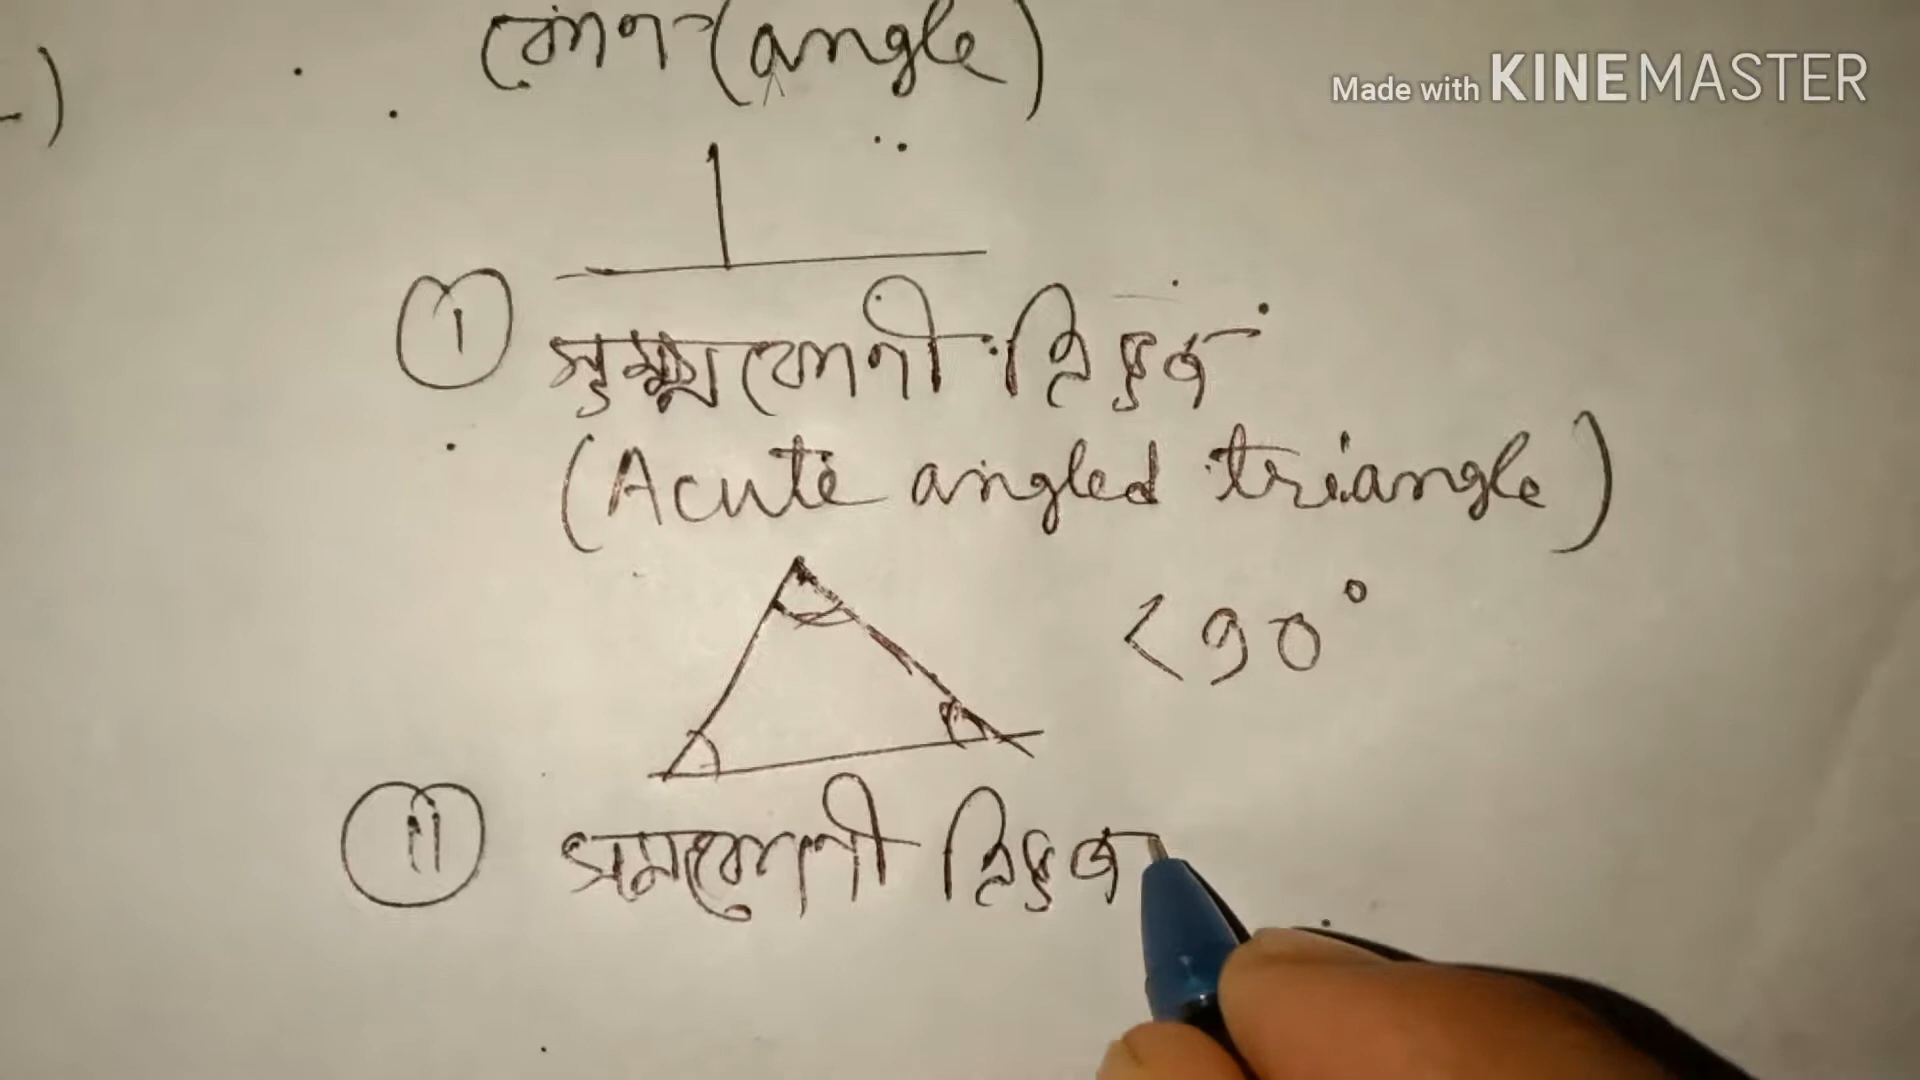 কোণ (angle)
Made with KINEMASTER
-)
i সূক্ষ্মকোণী ত্রিভুজ
(Acute angled triangle)
<90°
ii সমকোণী ত্রিভুজ